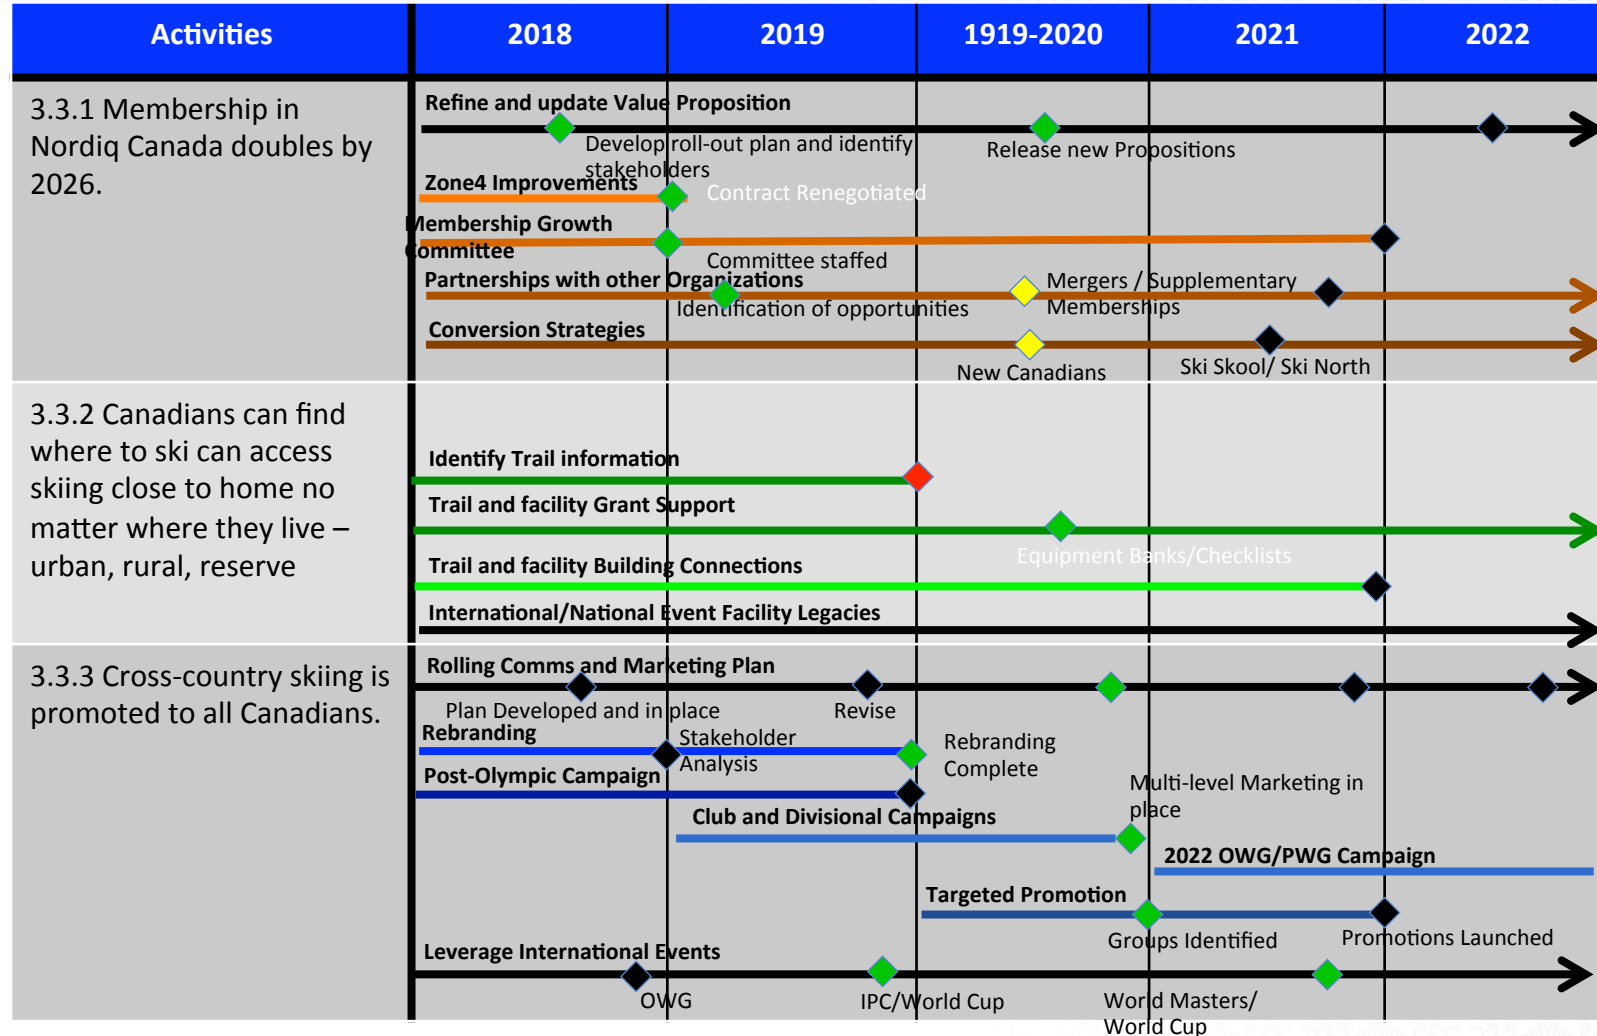 Activities 2018 2019 1919-2020 2021 2022
3.3.1 Membership in
Nordiq Canada doubles by
2026.
Refine and update Value Proposition
Develop roll-out plan and identify
stakeholders
Release new Propositions
Zone4 Improvements
Contract Renegotiated
Membership Growth
Committee
Committee staffed
Partnerships with other Organizations
Identification of opportunities
Mergers / Supplementary
Memberships
Conversion Strategies
New Canadians
Ski Skool/ Ski North
3.3.2 Canadians can find
where to ski can access
skiing close to home no
matter where they live –
urban, rural, reserve
Identify Trail information
Trail and facility Grant Support
Equipment Banks/Checklists
Trail and facility Building Connections
International/National Event Facility Legacies
3.3.3 Cross-country skiing is
promoted to all Canadians.
Rolling Comms and Marketing Plan
Plan Developed and in place
Revise
Rebranding
Stakeholder
Analysis
Rebranding
Complete
Post-Olympic Campaign
Multi-level Marketing in
place
Club and Divisional Campaigns
2022 OWG/PWG Campaign
Targeted Promotion
Groups Identified
Promotions Launched
Leverage International Events
OWG
IPC/World Cup
World Masters/
World Cup